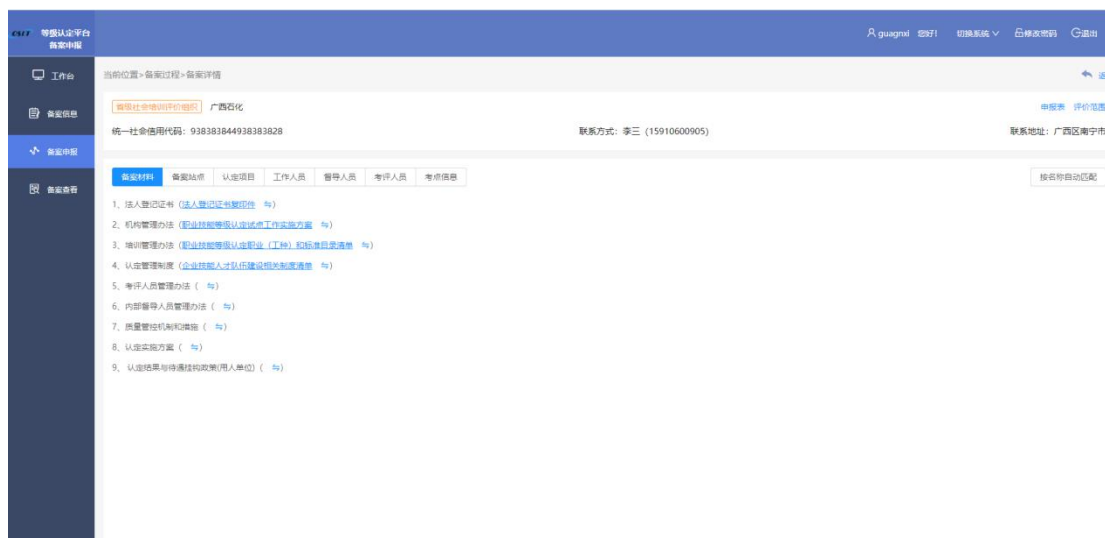 等级认定平台
备案申报
guagnxi 您好!
切换系统
修改密码
退出
工作台
备案信息
备案申报
备案查看
当前位置>备案过程>备案详情
返
省级社会培训评价组织 广西石化
申报表 评价范围
统一社会信用代码: 938383844938383828
联系方式: 李三 (15910600905)
联系地址: 广西区南宁市
备案材料 备案站点 认定项目 工作人员 督导人员 考评人员 考点信息
按名称自动匹配
1、法人登记证书 (法人登记证书复印件 ⇋)
2、机构管理办法 (职业技能等级认定试点工作实施方案 ⇋)
3、培训管理办法 (职业技能等级认定职业 (工种) 和标准目录清单 ⇋)
4、认定管理制度 (企业技能人才队伍建设相关制度清单 ⇋)
5、考评人员管理办法 ( ⇋)
6、内部督导人员管理办法 ( ⇋)
7、质量管控机制和措施 ( ⇋)
8、认定实施方案 ( ⇋)
9、 认定结果与待遇挂钩政策(用人单位) ( ⇋)